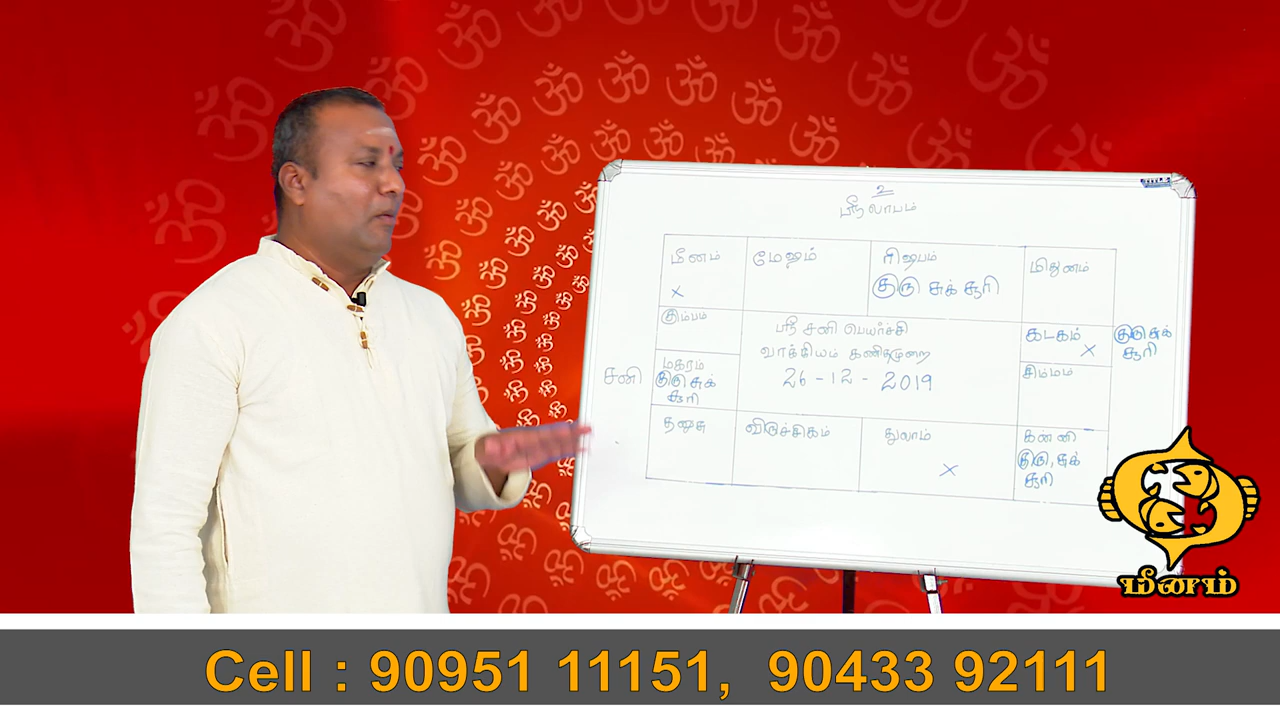 உ
ஸ்ரீ லாபம்
மீனம்
x
மேஷம்
ரிஷபம்
குரு சுக் சூரி
மிதுனம்
கும்பம்
ஸ்ரீ சனி பெயர்ச்சி
வாக்கியம் கணிதமுறை
26 - 12 - 2019
கடகம்
x
குரு சுக்
சூரி
சனி
மகரம்
குரு சுக்
சூரி
சிம்மம்
தனுசு
விருச்சிகம்
துலாம்
x
கன்னி
குரு, சுக்
சூரி
மீனம்
Cell : 90951 11151, 90433 92111